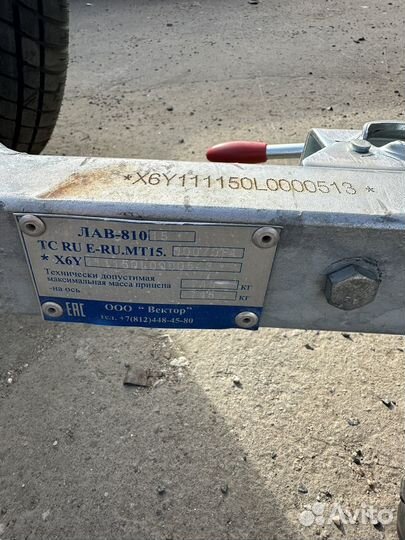 *X6Y111150L0000513*
ЛАВ-810
TC RU E-RU.MT15.
* X6Y
Технически допустимая
максимальная масса прицепа КГ
-на ось КГ
EAC ООО "Вектор"
тел. +7(812)448-45-80
Avito